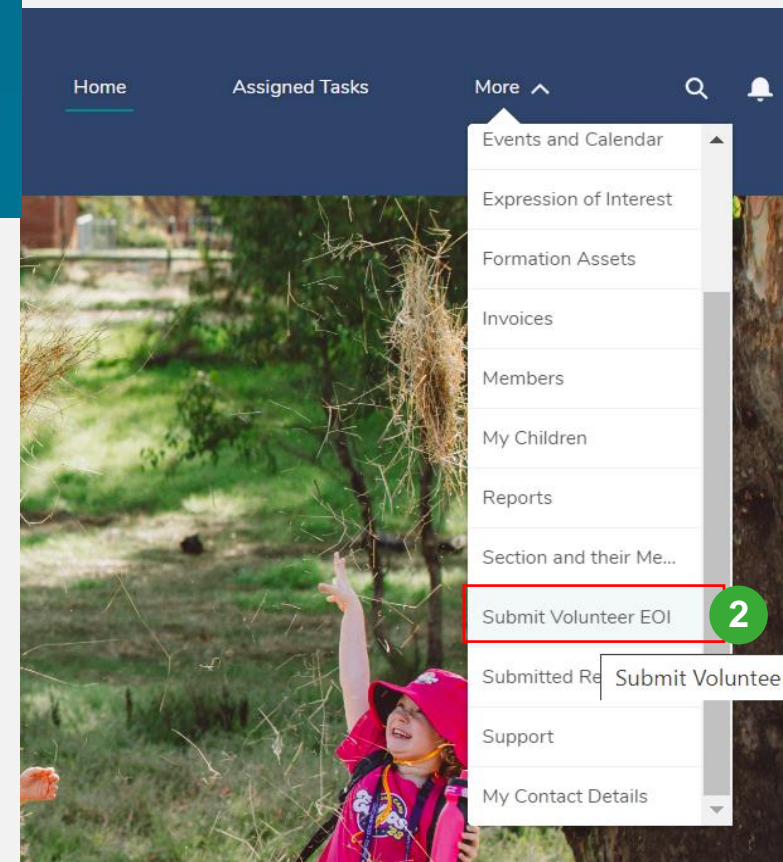 Home Assigned Tasks More
Events and Calendar
Expression of Interest
Formation Assets
Invoices
Members
My Children
Reports
Section and their Me...
Submit Volunteer EOI 2
Submitted Re Submit Voluntee
Support
My Contact Details